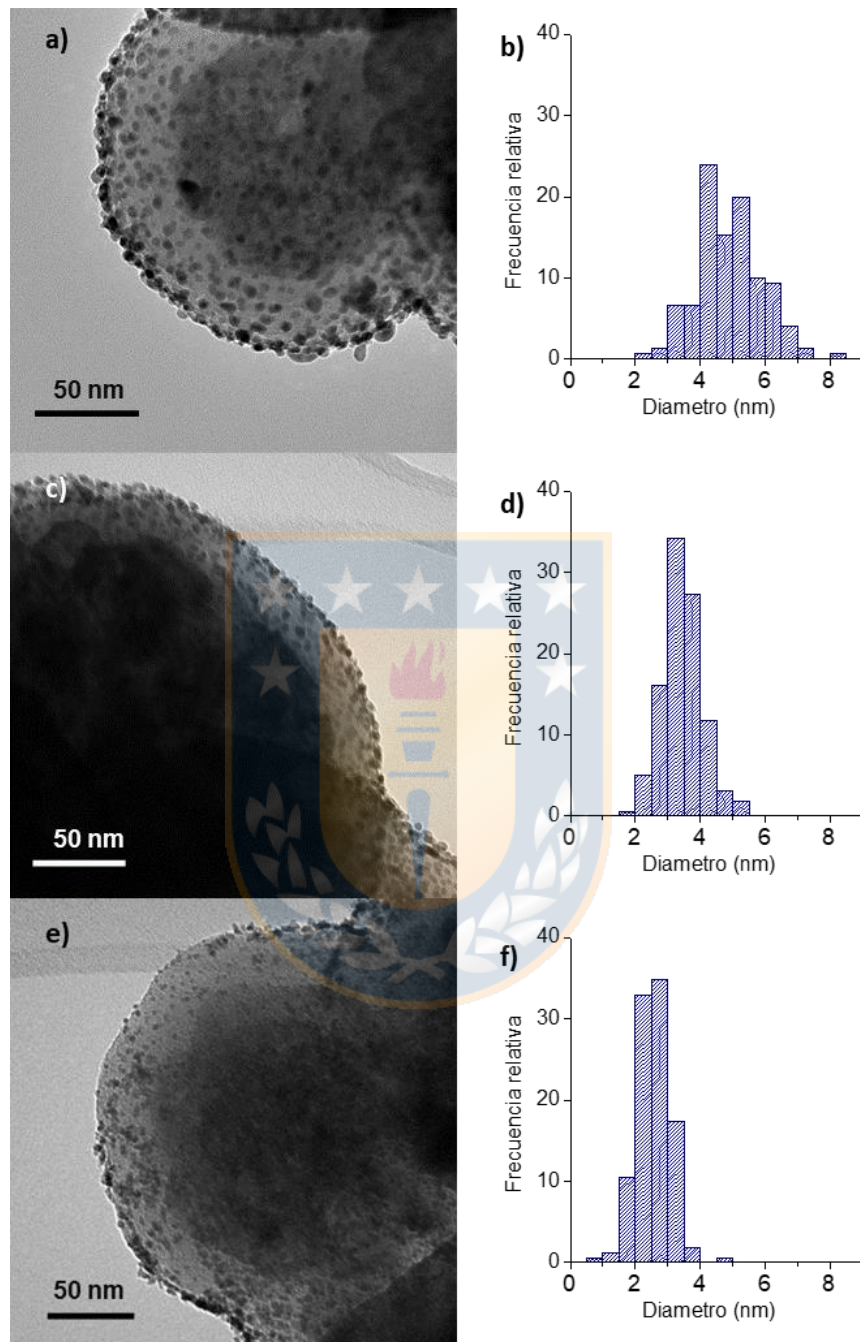 a)
50 nm
b)
Frecuencia relativa
40
30
20
10
0
0 2 4 6 8
Diametro (nm)
c)
50 nm
d)
Frecuencia relativa
40
30
20
10
0
0 2 4 6 8
Diametro (nm)
e)
50 nm
f)
Frecuencia relativa
40
30
20
10
0
0 2 4 6 8
Diametro (nm)